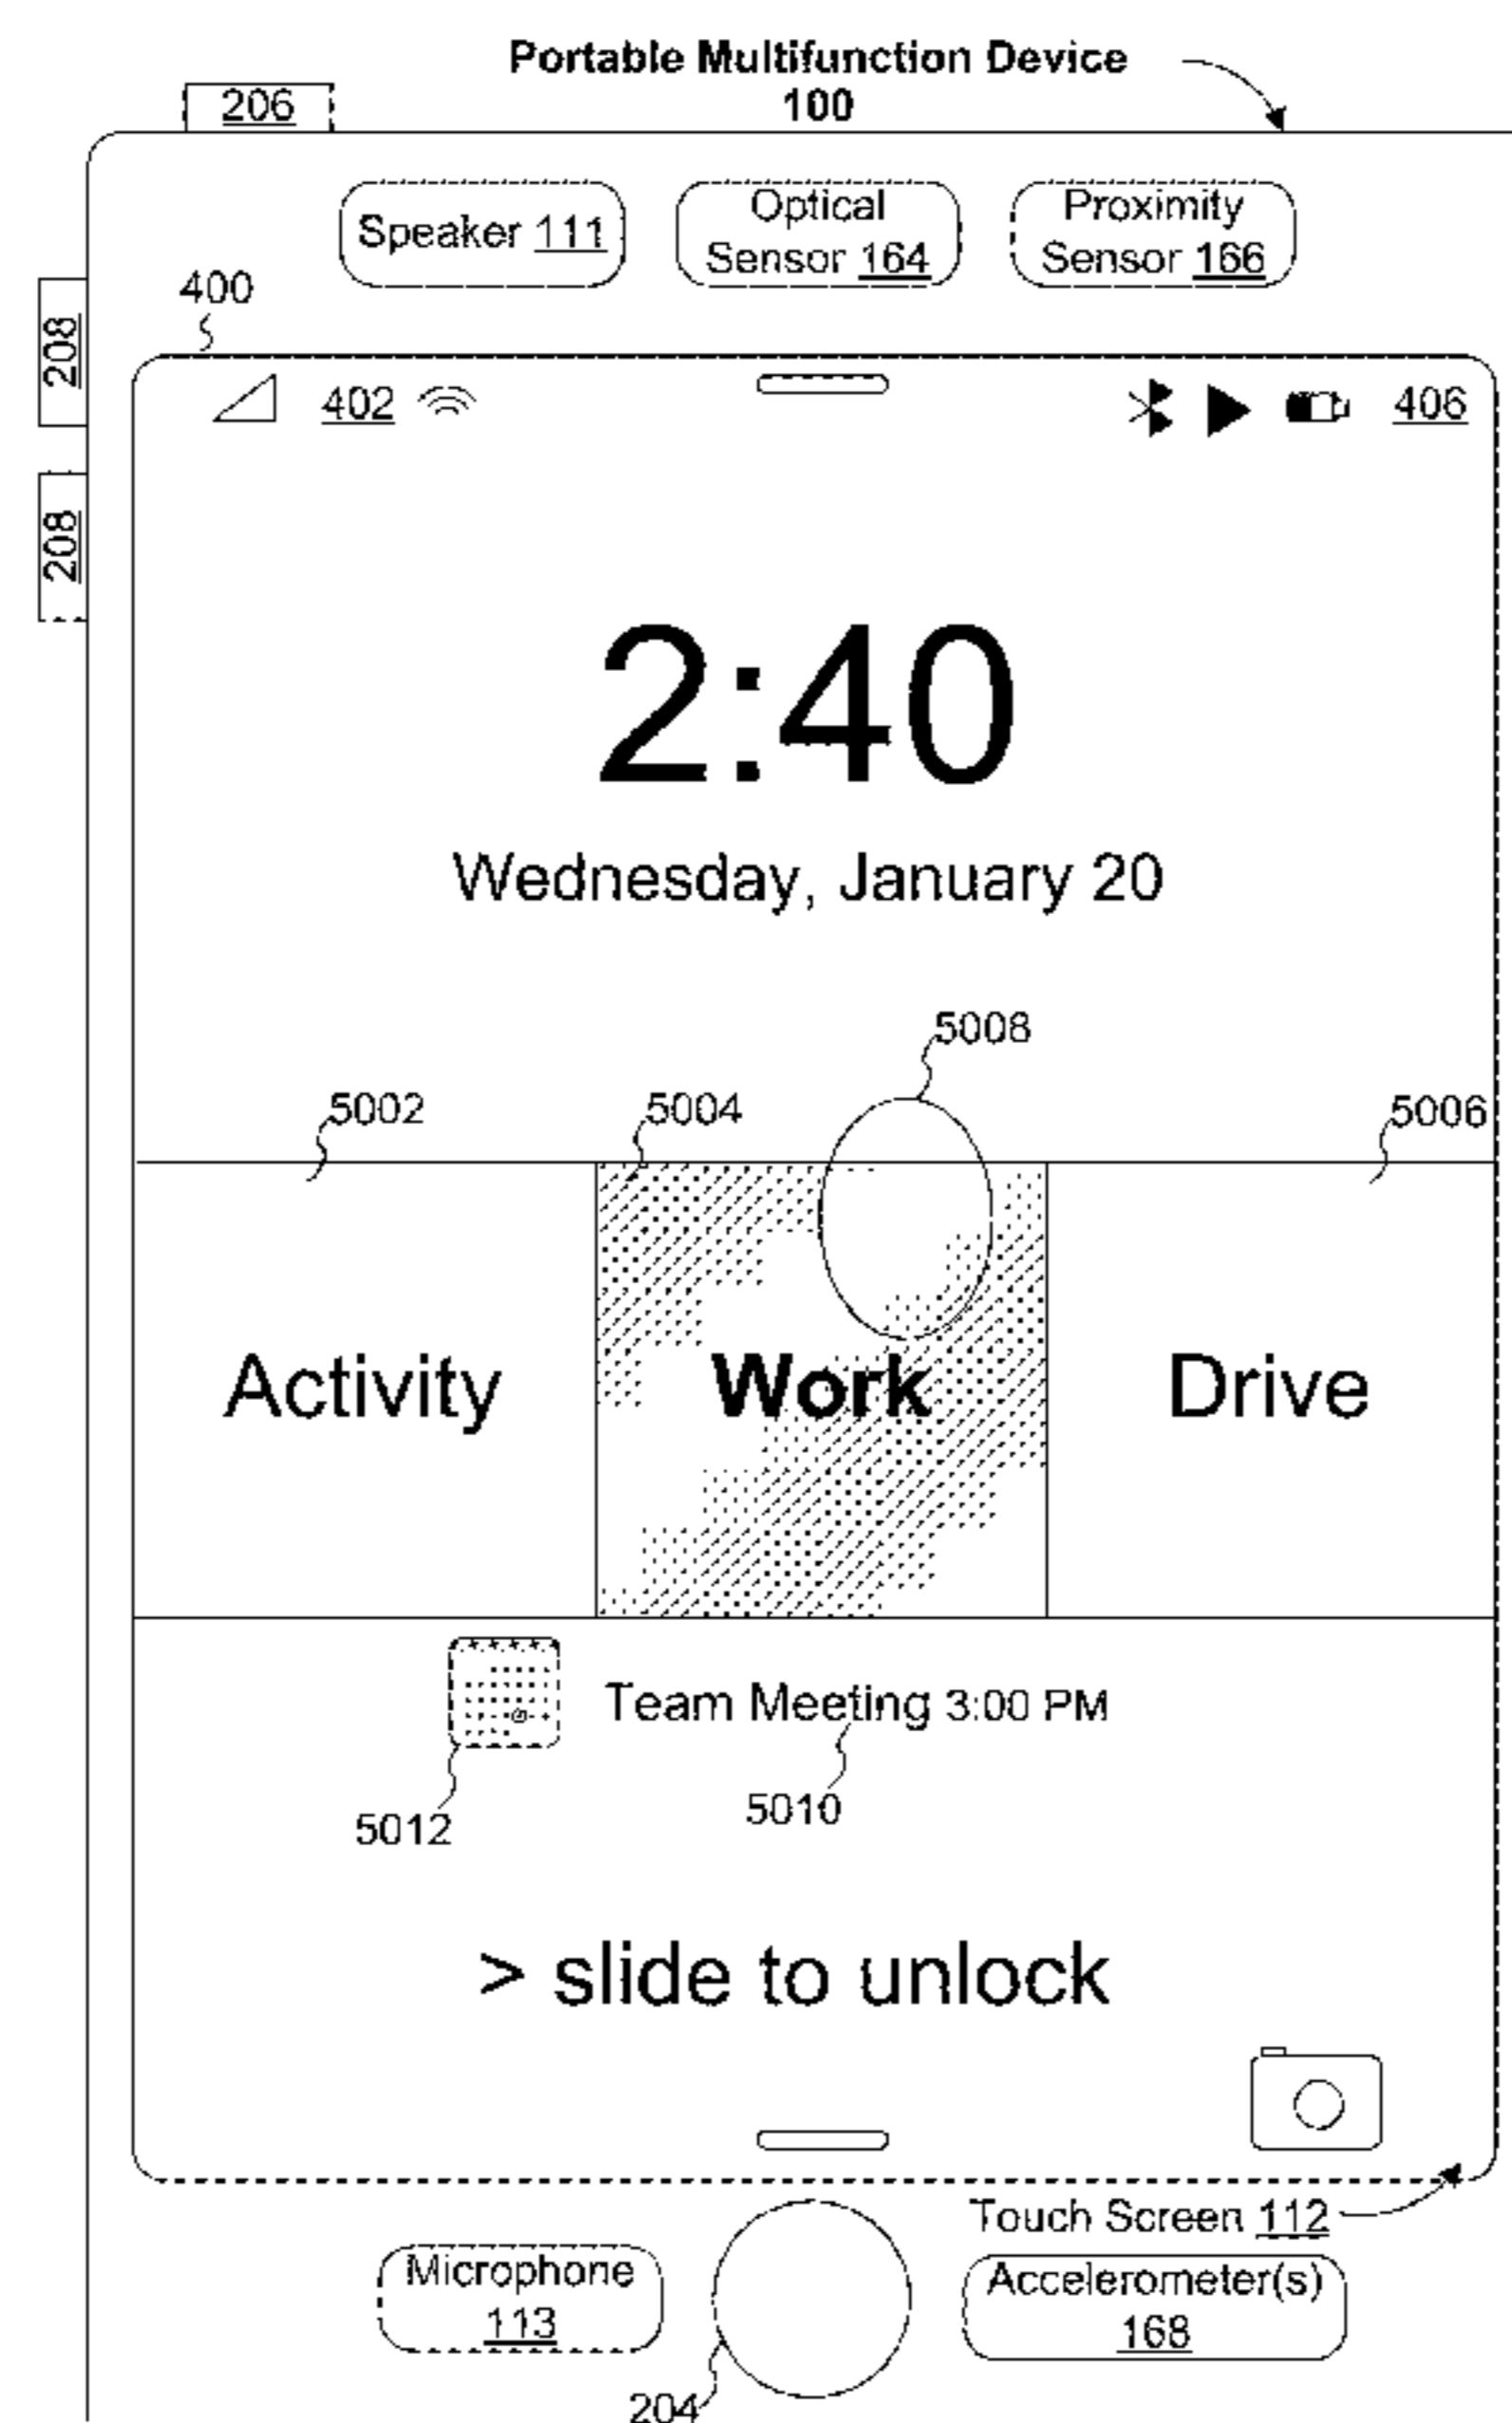 Portable Multifunction Device
100
206
Speaker 111
Optical
Sensor 164
Proximity
Sensor 166
208
400
402
406
208
2:40
Wednesday, January 20
5008
5002
5004
5006
Activity
Work
Drive
Team Meeting 3:00 PM
5012
5010
> slide to unlock
Touch Screen 112
Microphone
113
Accelerometer(s)
168
204